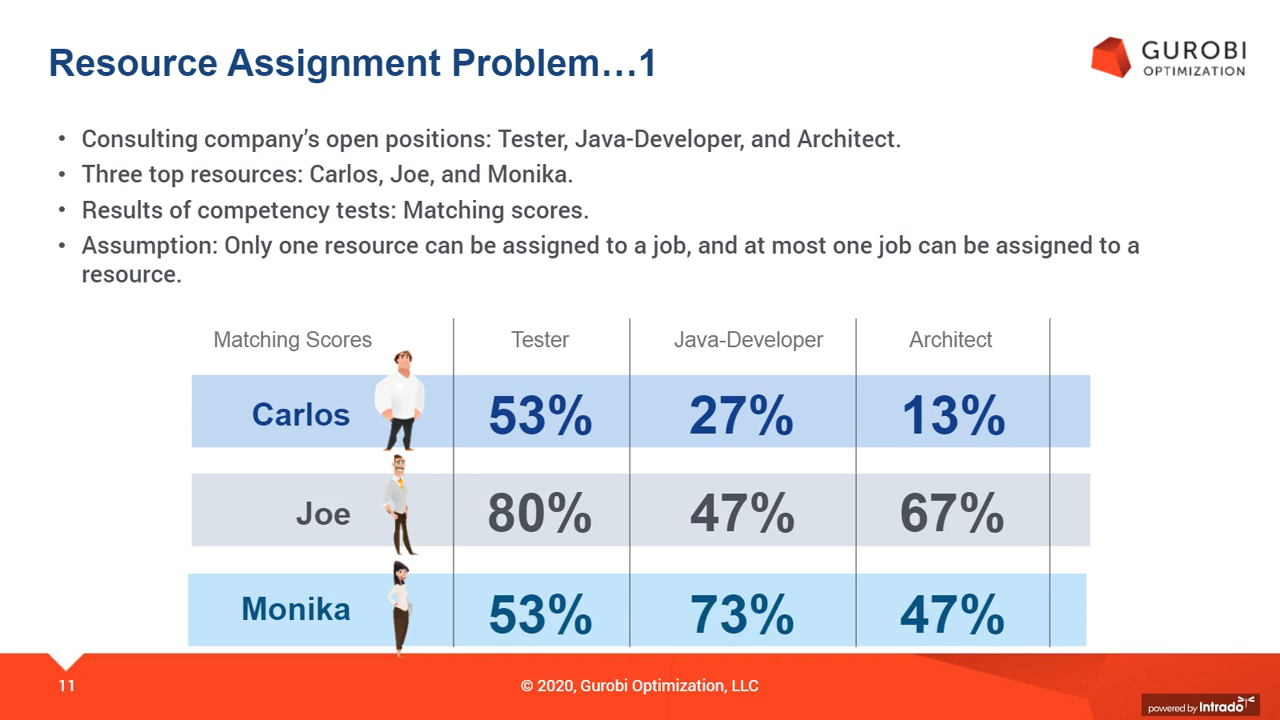 Resource Assignment Problem…1
GUROBI
OPTIMIZATION
• Consulting company’s open positions: Tester, Java-Developer, and Architect.
• Three top resources: Carlos, Joe, and Monika.
• Results of competency tests: Matching scores.
• Assumption: Only one resource can be assigned to a job, and at most one job can be assigned to a
resource.
Matching Scores Tester Java-Developer Architect
Carlos 53% 27% 13%
Joe 80% 47% 67%
Monika 53% 73% 47%
11 © 2020, Gurobi Optimization, LLC
powered by Intrado